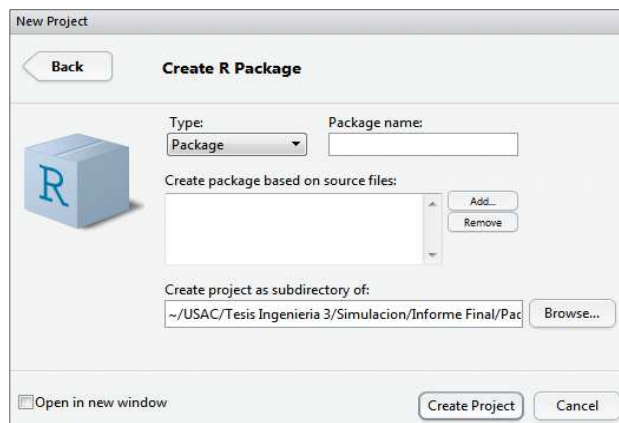 New Project
Back
Create R Package
Type:
Package name:
Package
R
Create package based on source files:
Add...
Remove
Create project as subdirectory of:
~/USAC/Tesis Ingenieria 3/Simulacion/Informe Final/Pac
Browse...
Open in new window
Create Project
Cancel